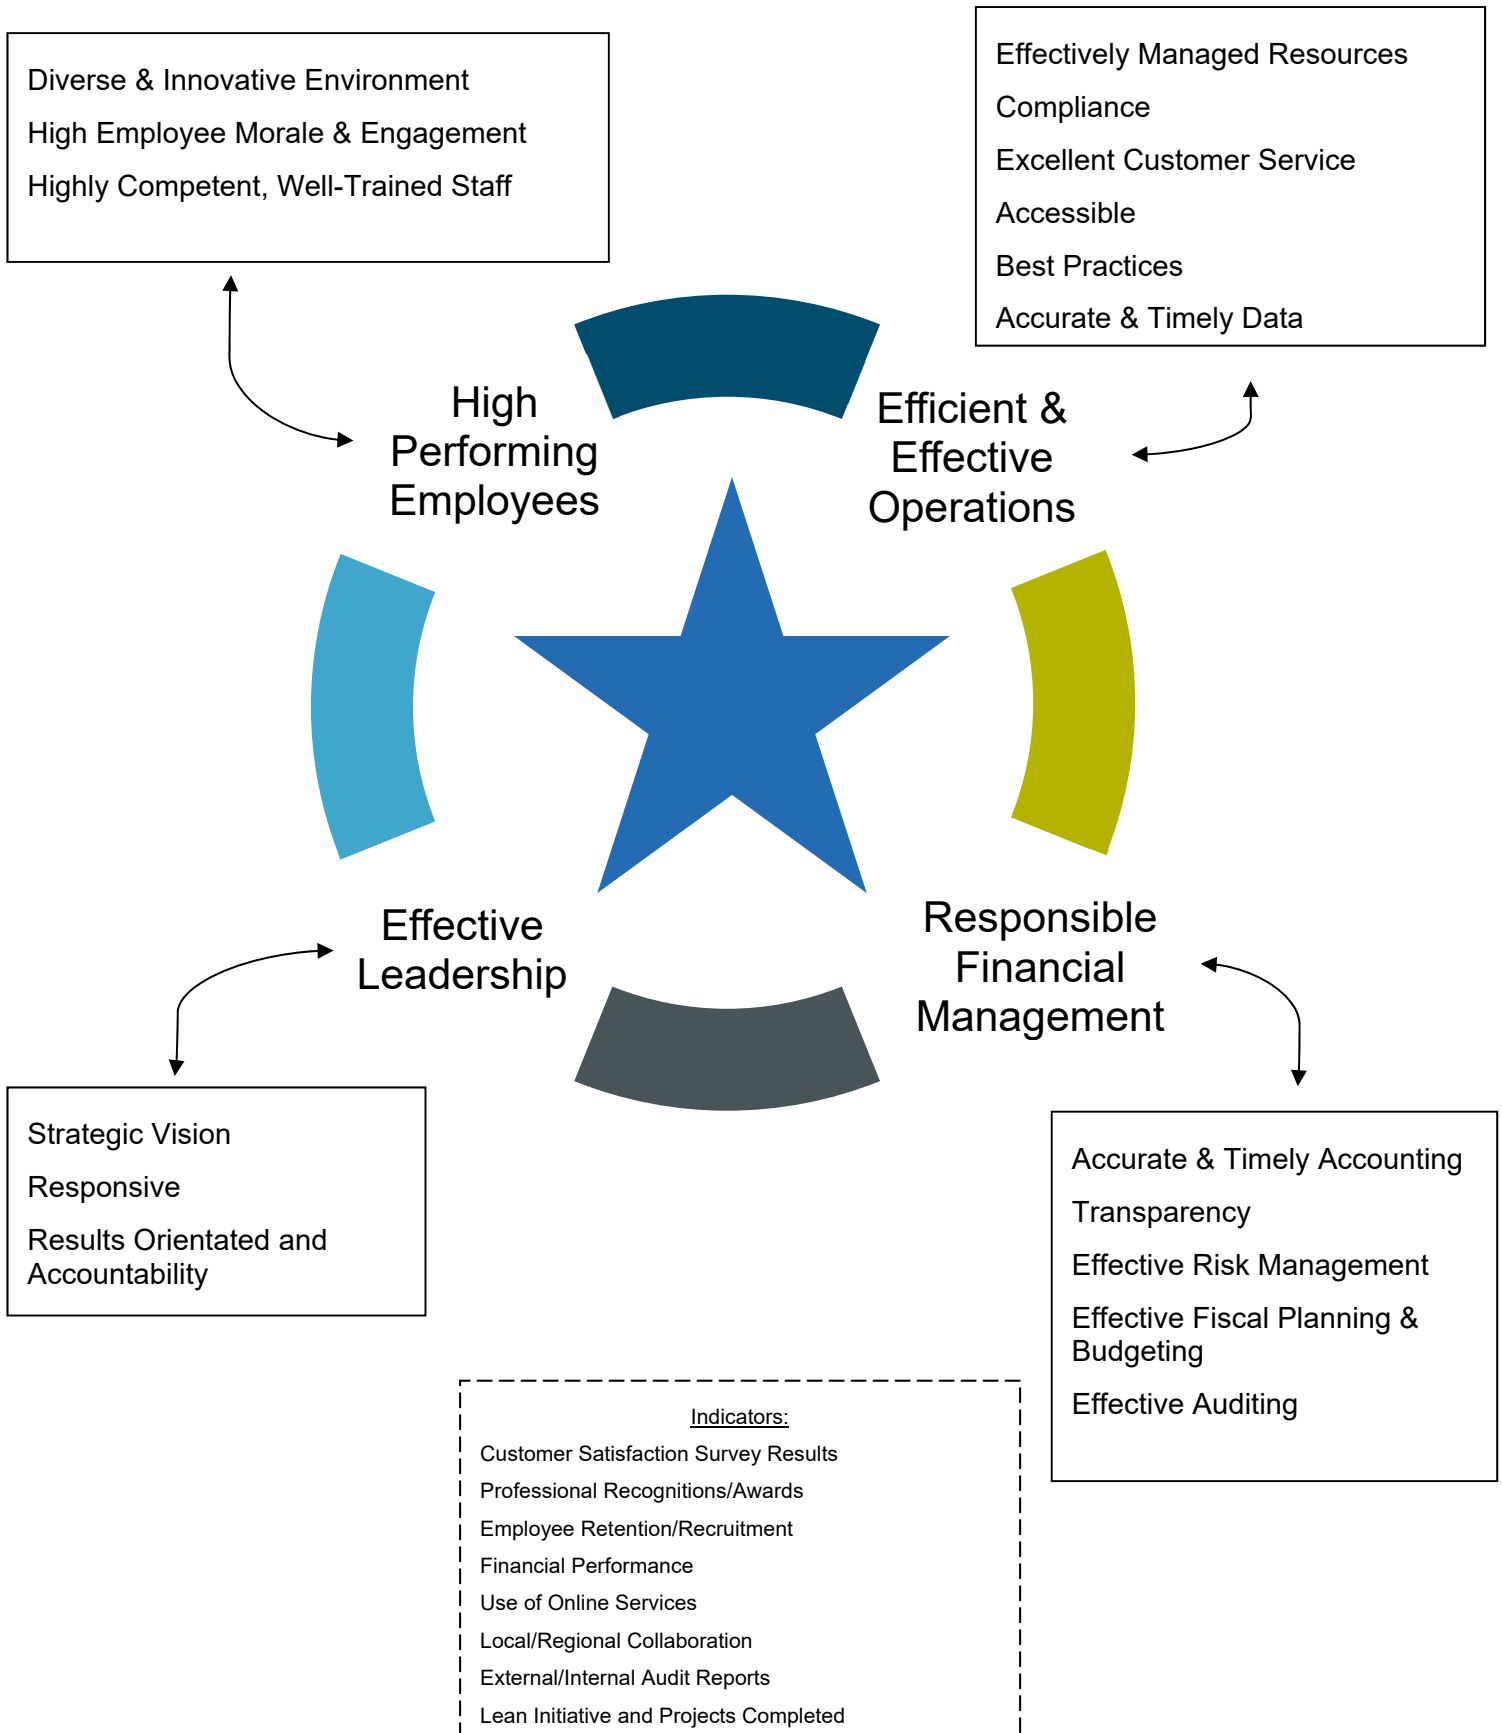 Diverse & Innovative Environment
High Employee Morale & Engagement
Highly Competent, Well-Trained Staff
Effectively Managed Resources
Compliance
Excellent Customer Service
Accessible
Best Practices
Accurate & Timely Data
High
Performing
Employees
Efficient &
Effective
Operations
Effective
Leadership
Responsible
Financial
Management
Strategic Vision
Responsive
Results Orientated and
Accountability
Accurate & Timely Accounting
Transparency
Effective Risk Management
Effective Fiscal Planning &
Budgeting
Effective Auditing
Indicators:
Customer Satisfaction Survey Results
Professional Recognitions/Awards
Employee Retention/Recruitment
Financial Performance
Use of Online Services
Local/Regional Collaboration
External/Internal Audit Reports
Lean Initiative and Projects Completed